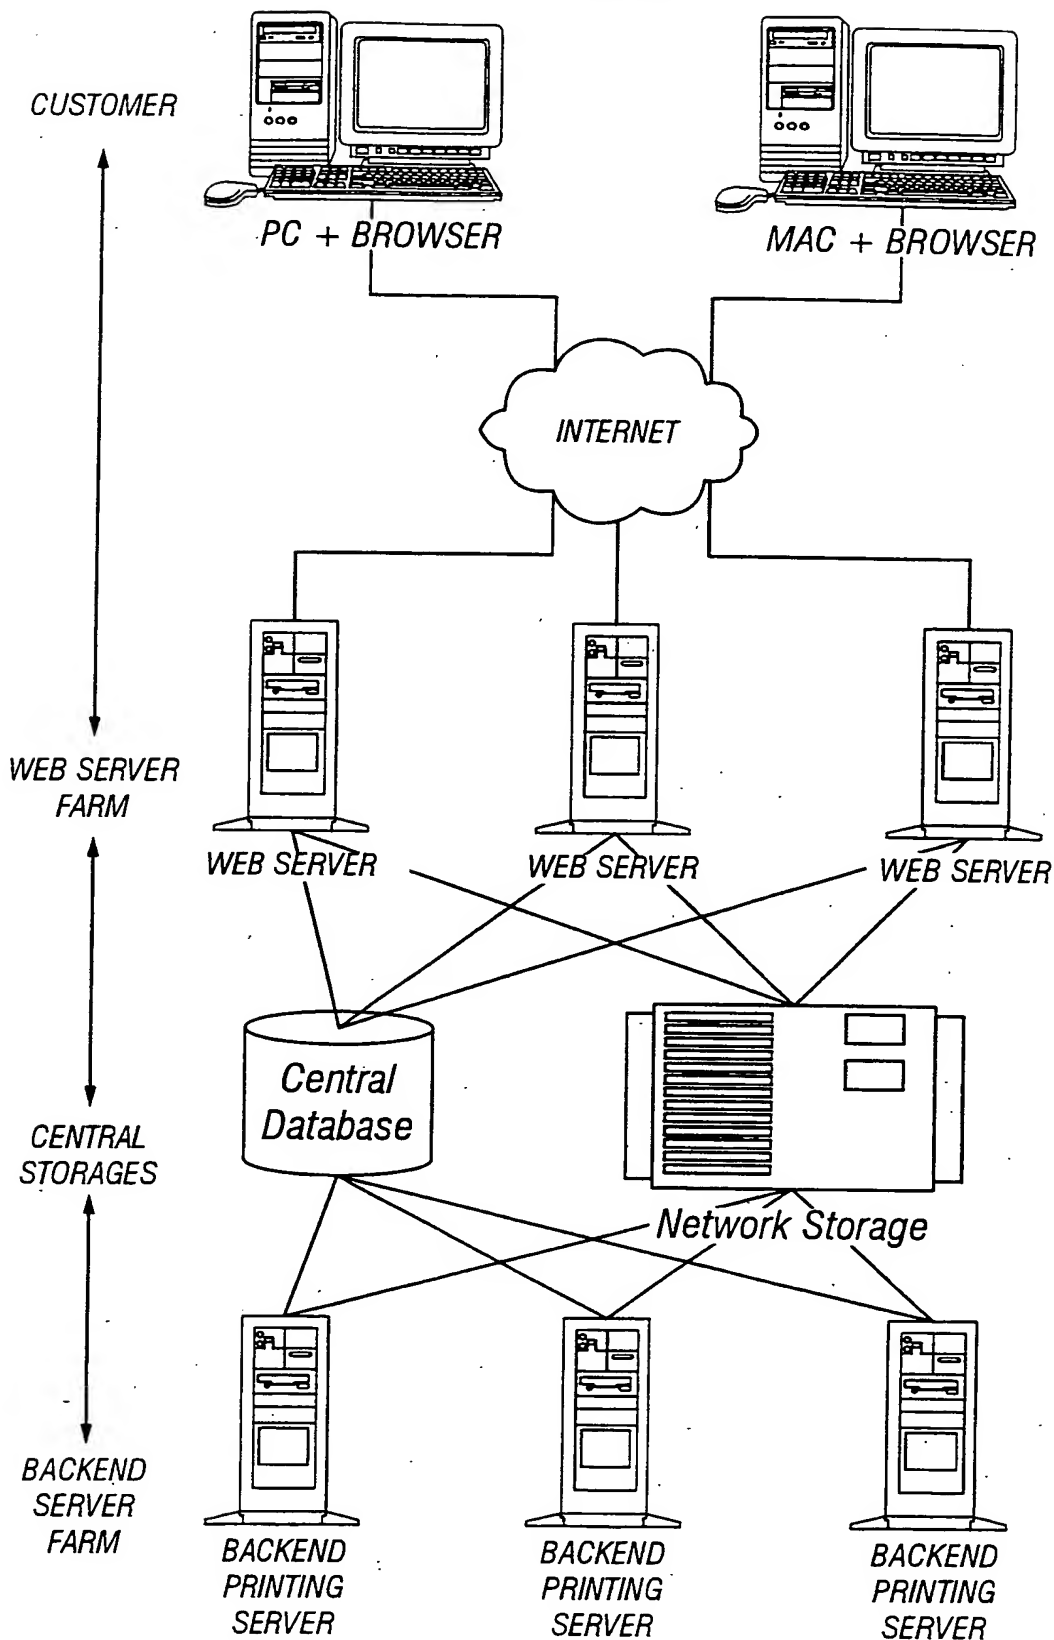 CUSTOMER
PC + BROWSER
MAC + BROWSER
INTERNET
WEB SERVER
FARM
WEB SERVER
WEB SERVER
WEB SERVER
Central
Database
CENTRAL
STORAGES
Network Storage
BACKEND
SERVER
FARM
BACKEND
PRINTING
SERVER
BACKEND
PRINTING
SERVER
BACKEND
PRINTING
SERVER